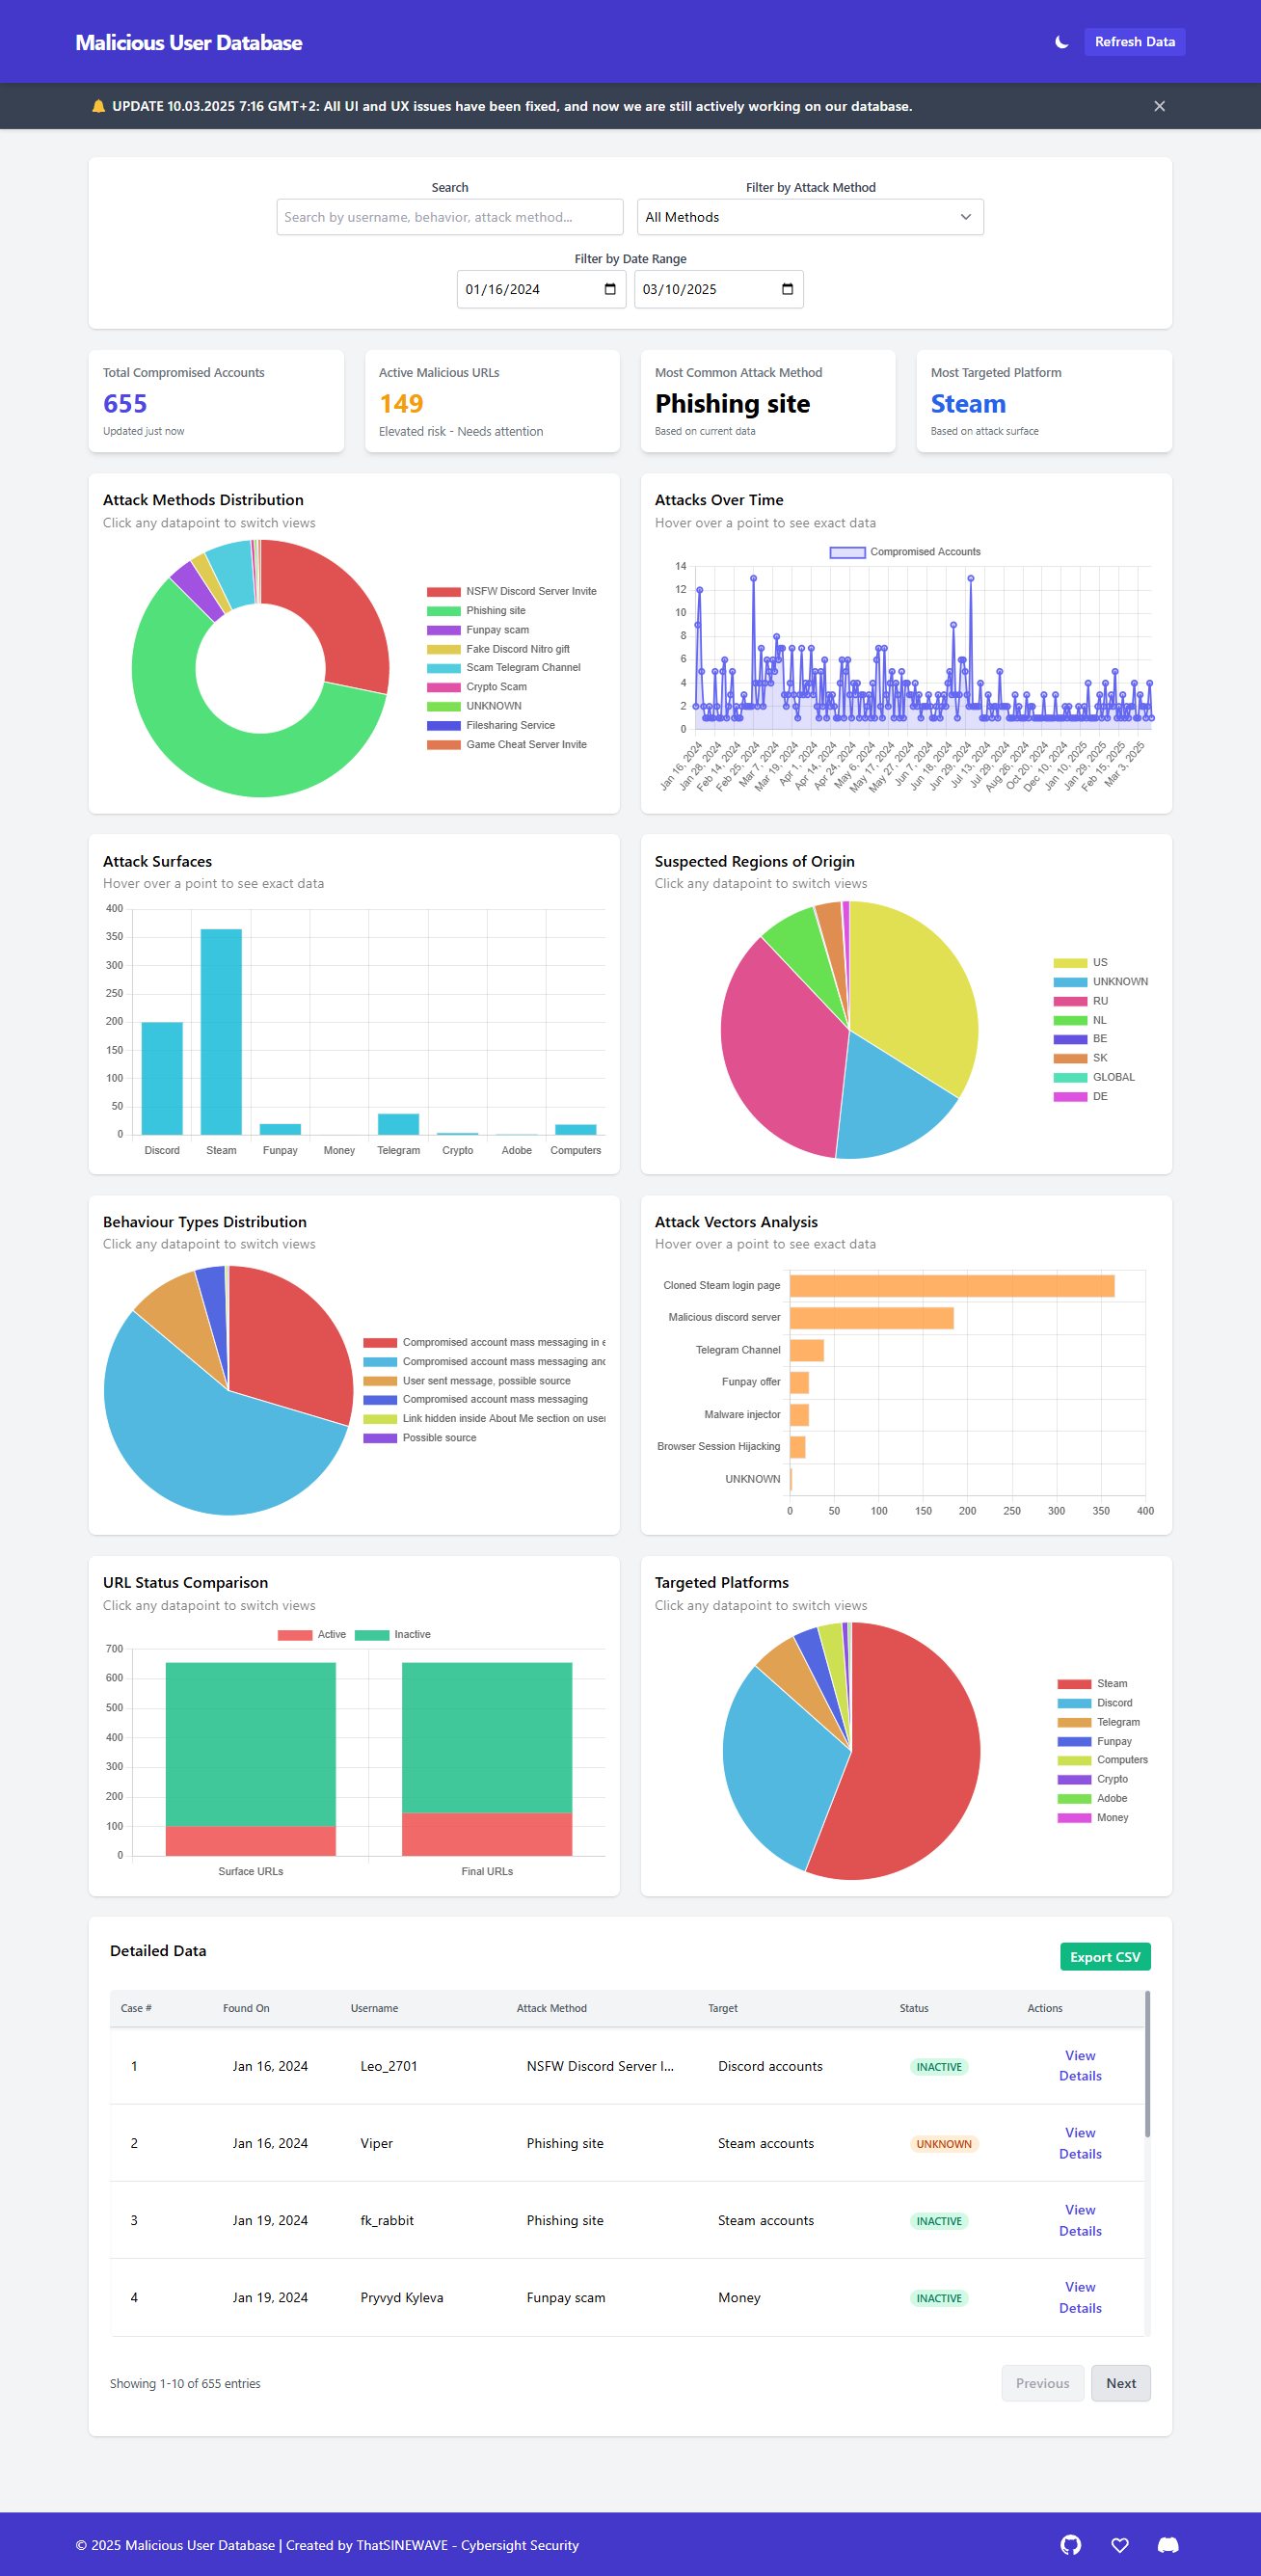 Malicious User Database
Refresh Data
🔔 UPDATE 10.03.2025 7:16 GMT+2: All UI and UX issues have been fixed, and now we are still actively working on our database.
Search
Search by username, behavior, attack method...
Filter by Attack Method
All Methods
Filter by Date Range
01/16/2024
03/10/2025
Total Compromised Accounts
655
Updated just now
Active Malicious URLs
149
Elevated risk - Needs attention
Most Common Attack Method
Phishing site
Based on current data
Most Targeted Platform
Steam
Based on attack surface
Attack Methods Distribution
Click any datapoint to switch views
NSFW Discord Server Invite
Phishing site
Funpay scam
Fake Discord Nitro gift
Scam Telegram Channel
Crypto Scam
UNKNOWN
Filesharing Service
Game Cheat Server Invite
Attacks Over Time
Hover over a point to see exact data
Compromised Accounts
14
12
10
8
6
4
2
0
Jan 16, 2024
Jan 28, 2024
Feb 14, 2024
Feb 25, 2024
Mar 7, 2024
Mar 19, 2024
Apr 1, 2024
Apr 14, 2024
Apr 24, 2024
May 6, 2024
May 17, 2024
May 27, 2024
Jun 7, 2024
Jun 18, 2024
Jun 29, 2024
Jul 13, 2024
Jul 29, 2024
Aug 26, 2024
Oct 20, 2024
Dec 10, 2024
Jan 10, 2025
Jan 29, 2025
Feb 15, 2025
Mar 3, 2025
Attack Surfaces
Hover over a point to see exact data
400
350
300
250
200
150
100
50
0
Discord
Steam
Funpay
Money
Telegram
Crypto
Adobe
Computers
Suspected Regions of Origin
Click any datapoint to switch views
US
UNKNOWN
RU
NL
BE
SK
GLOBAL
DE
Behaviour Types Distribution
Click any datapoint to switch views
Compromised account mass messaging in e
Compromised account mass messaging and
User sent message, possible source
Compromised account mass messaging
Link hidden inside About Me section on user
Possible source
Attack Vectors Analysis
Hover over a point to see exact data
Cloned Steam login page
Malicious discord server
Telegram Channel
Funpay offer
Malware injector
Browser Session Hijacking
UNKNOWN
0
50
100
150
200
250
300
350
400
URL Status Comparison
Click any datapoint to switch views
Active
Inactive
700
600
500
400
300
200
100
0
Surface URLs
Final URLs
Targeted Platforms
Click any datapoint to switch views
Steam
Discord
Telegram
Funpay
Computers
Crypto
Adobe
Money
Detailed Data
Export CSV
Case # Found On Username Attack Method Target Status Actions
1 Jan 16, 2024 Leo_2701 NSFW Discord Server I... Discord accounts INACTIVE View Details
2 Jan 16, 2024 Viper Phishing site Steam accounts UNKNOWN View Details
3 Jan 19, 2024 fk_rabbit Phishing site Steam accounts INACTIVE View Details
4 Jan 19, 2024 Pryvyd Kyleva Funpay scam Money INACTIVE View Details
Showing 1-10 of 655 entries
Previous
Next
© 2025 Malicious User Database | Created by ThatSINEWAVE - Cybersight Security